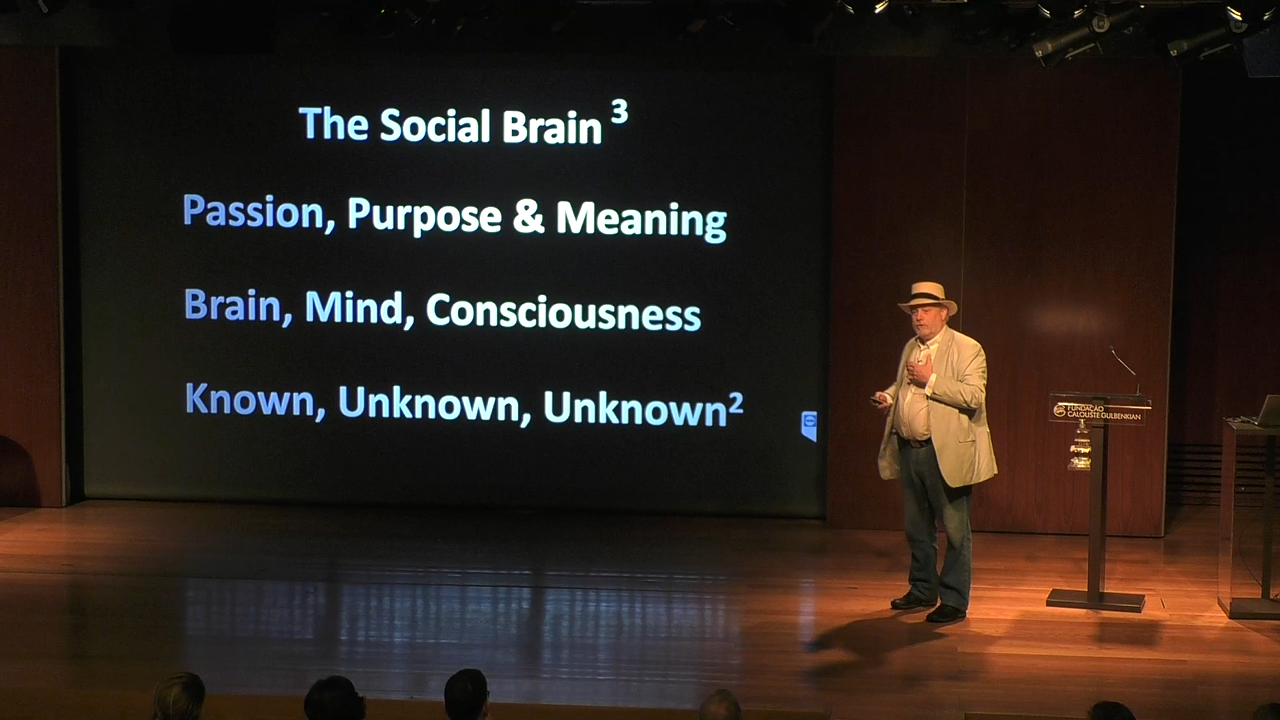 The Social Brain ³
Passion, Purpose & Meaning
Brain, Mind, Consciousness
Known, Unknown, Unknown²
FUNDAÇÃO
CALOUSTE GULBENKIAN